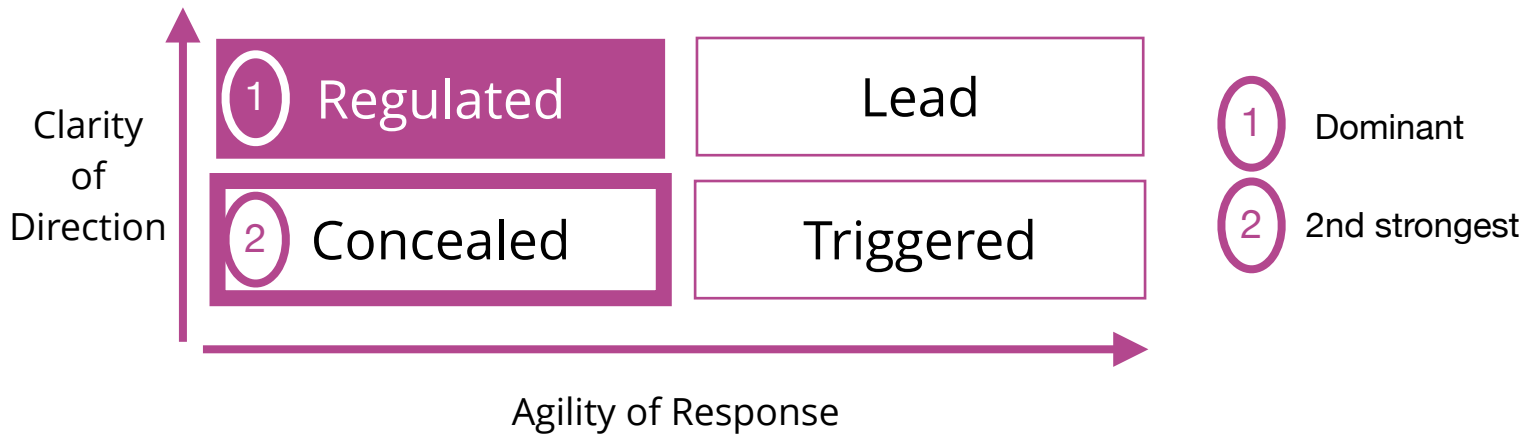 Clarity
of
Direction
1 Regulated
Lead
2 Concealed
Triggered
Agility of Response
1 Dominant
2 2nd strongest